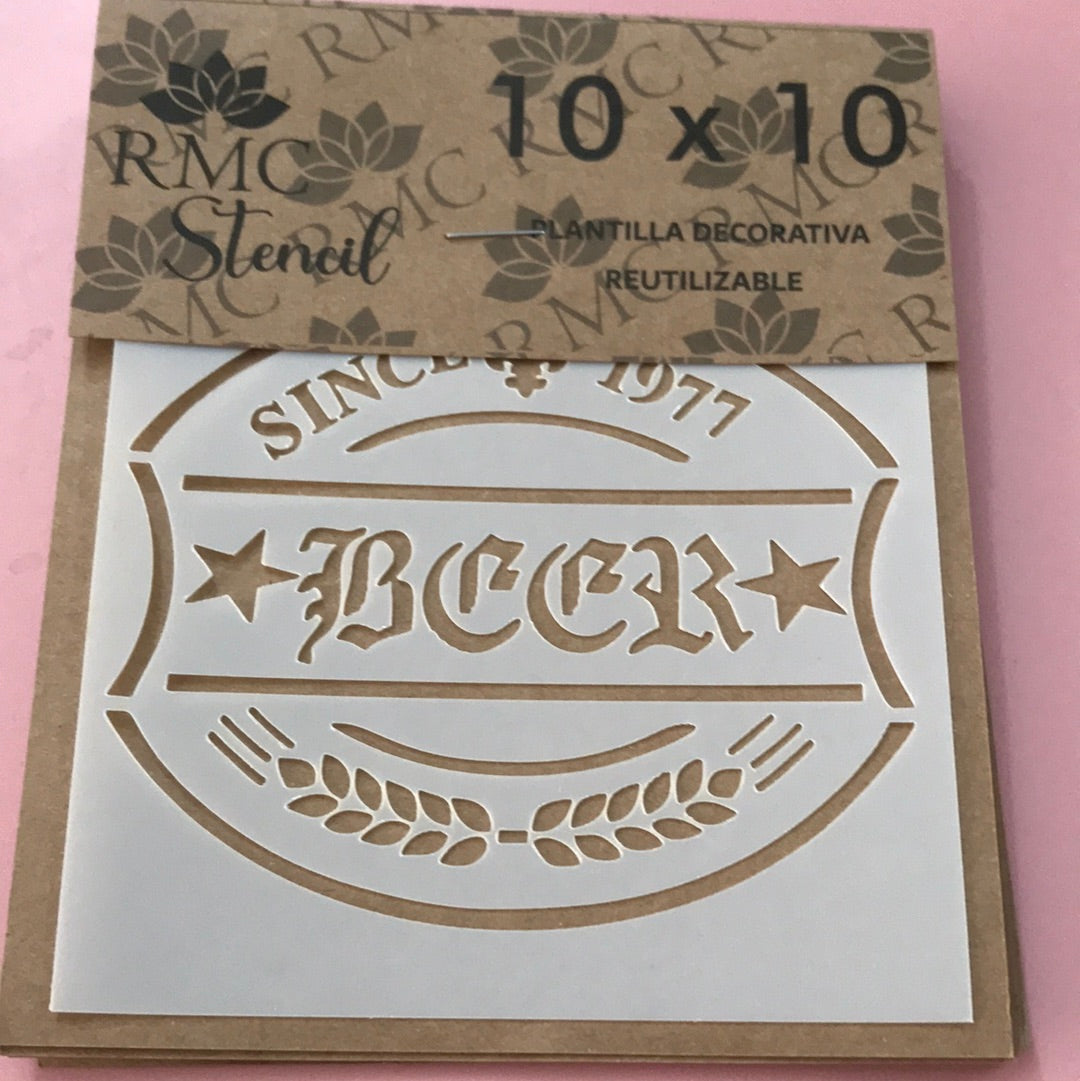 RMC
Stencil
10 x 10
PLANTILLA DECORATIVA
REUTILIZABLE
SINCE 1977
BEER